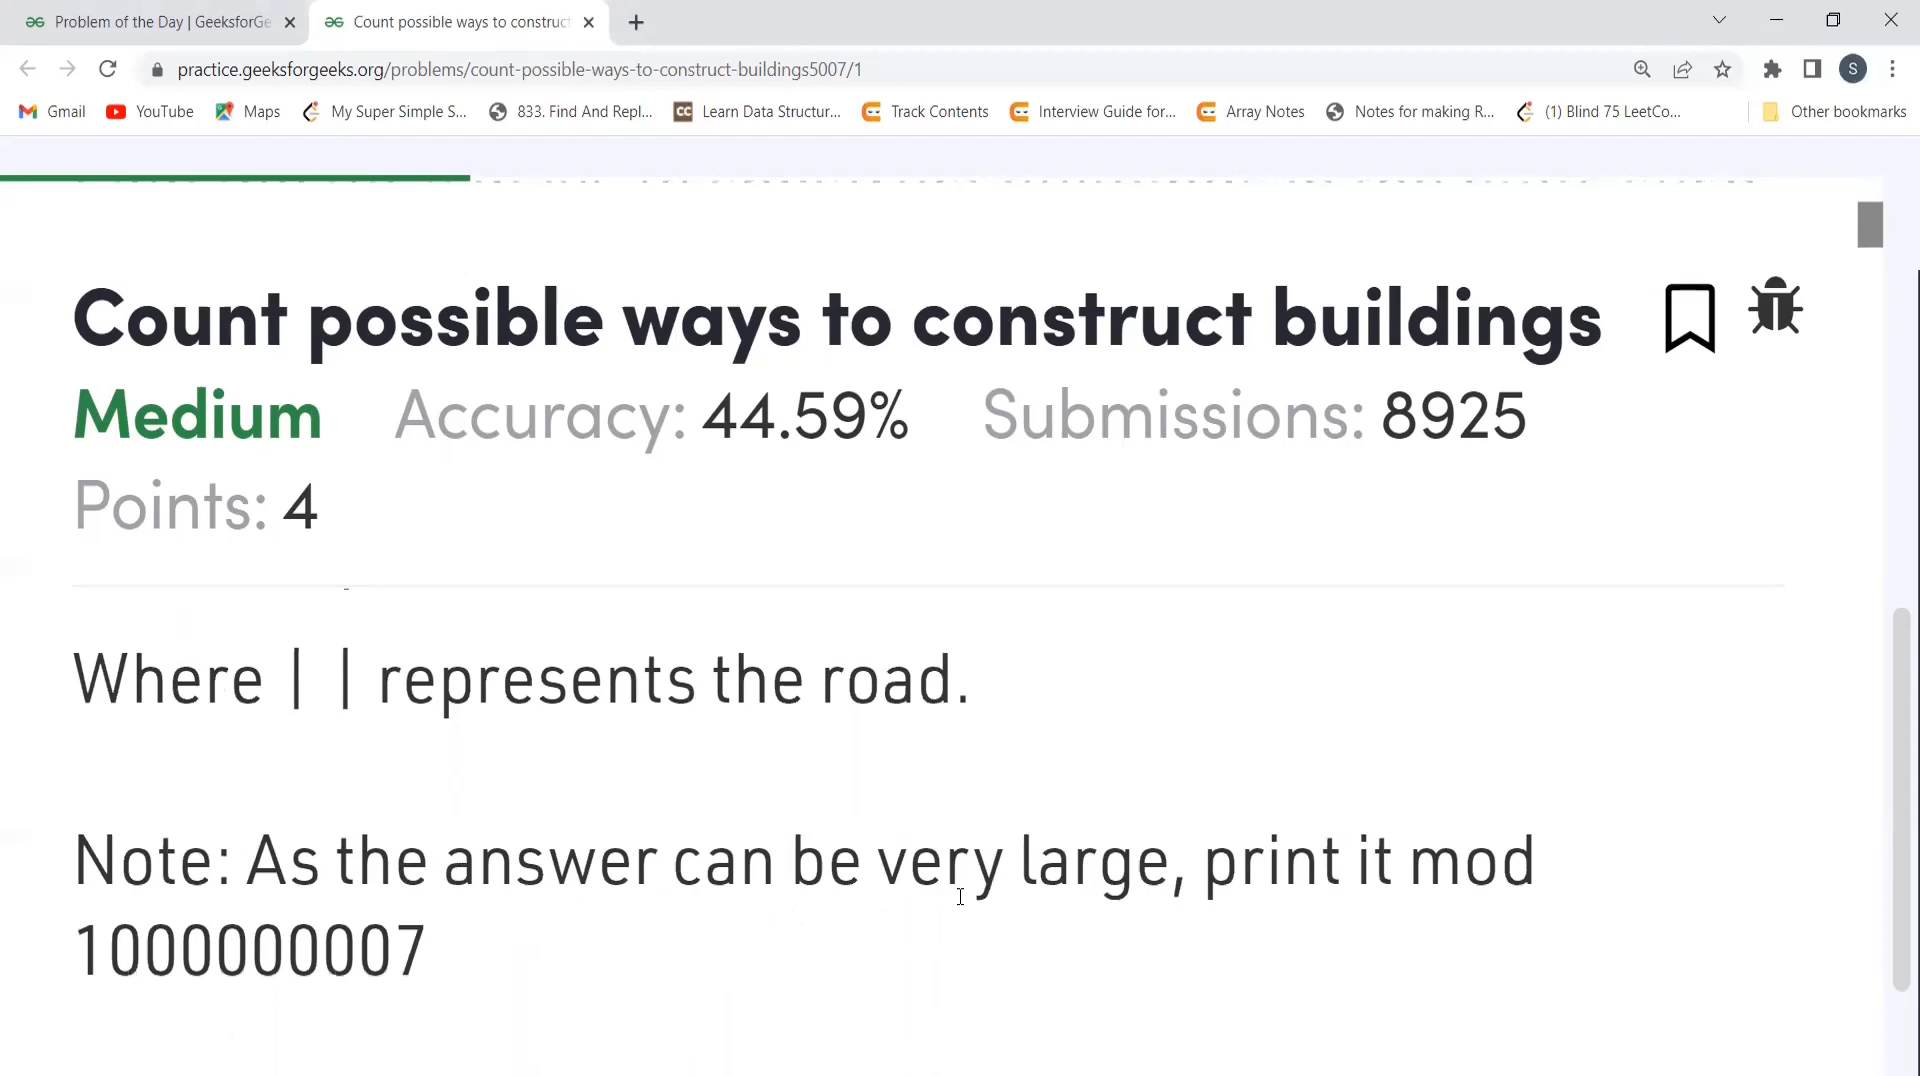 Problem of the Day | GeeksforGe
Count possible ways to construct
practice.geeksforgeeks.org/problems/count-possible-ways-to-construct-buildings5007/1
S
Gmail YouTube Maps My Super Simple S... 833. Find And Repl... CC Learn Data Structur... Track Contents Interview Guide for... Array Notes Notes for making R... (1) Blind 75 LeetCo... Other bookmarks
Count possible ways to construct buildings
Medium Accuracy: 44.59% Submissions: 8925
Points: 4
Where | | represents the road.
Note: As the answer can be very large, print it mod
1000000007